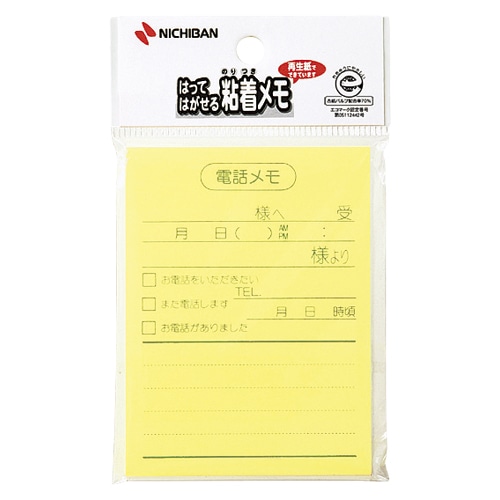 NICHIBAN
はって
はがせる
のりつき
粘着メモ
再生紙で
できています
古紙パルプ配合率70%
エコマーク認定番号
第05112442号
電話メモ
様へ 受
月 日( ) AM PM :
様より
お電話をいただきたい
TEL.
また電話します
月 日 時頃
お電話がありました